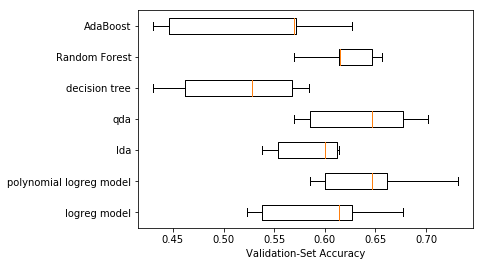 AdaBoost
Random Forest
decision tree
qda
lda
polynomial logreg model
logreg model
0.45 0.50 0.55 0.60 0.65 0.70
Validation-Set Accuracy